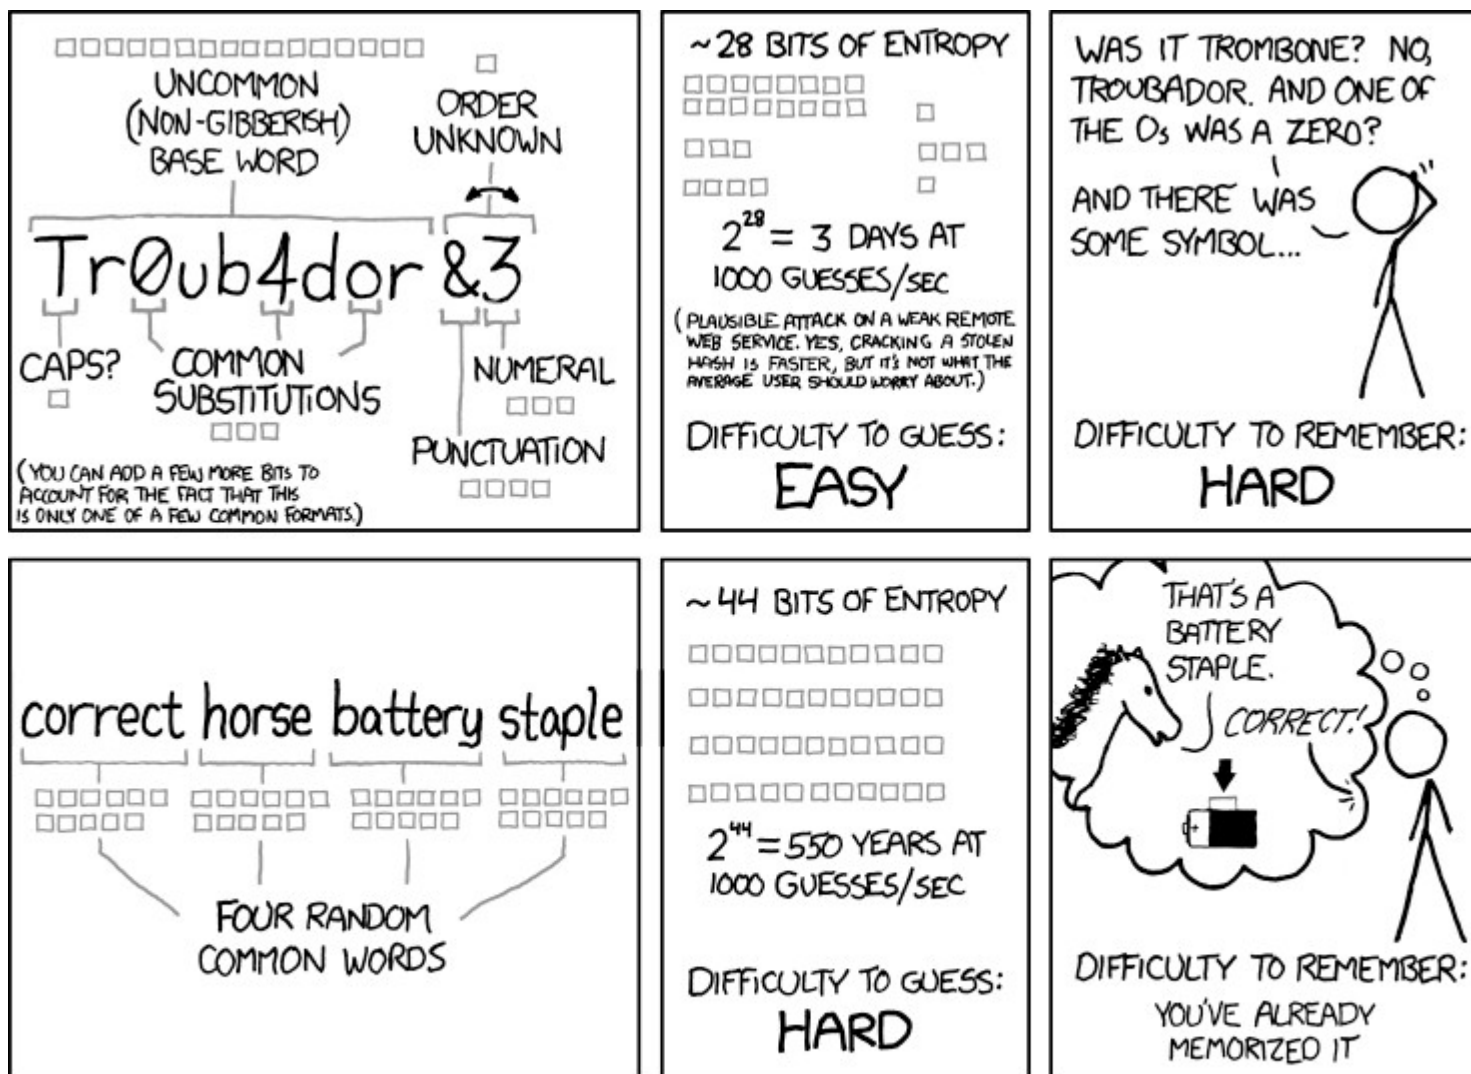 UNCOMMON
(NON-GIBBERISH)
BASE WORD
ORDER
UNKNOWN
Tr0ub4dor &3
CAPS?
COMMON
SUBSTITUTIONS
NUMERAL
PUNCTUATION
(YOU CAN ADD A FEW MORE BITS TO
ACCOUNT FOR THE FACT THAT THIS
IS ONLY ONE OF A FEW COMMON FORMATS.)
~28 BITS OF ENTROPY
2²⁸ = 3 DAYS AT
1000 GUESSES/SEC
(PLAUSIBLE ATTACK ON A WEAK REMOTE
WEB SERVICE. YES, CRACKING A STOLEN
HASH IS FASTER, BUT IT'S NOT WHAT THE
AVERAGE USER SHOULD WORRY ABOUT.)
DIFFICULTY TO GUESS:
EASY
WAS IT TROMBONE? NO,
TROUBADOR. AND ONE OF
THE Os WAS A ZERO?
AND THERE WAS
SOME SYMBOL...
DIFFICULTY TO REMEMBER:
HARD
correct horse battery staple
FOUR RANDOM
COMMON WORDS
~44 BITS OF ENTROPY
2⁴⁴ = 550 YEARS AT
1000 GUESSES/SEC
DIFFICULTY TO GUESS:
HARD
THAT'S A
BATTERY
STAPLE.
CORRECT!
+
DIFFICULTY TO REMEMBER:
YOU'VE ALREADY
MEMORIZED IT